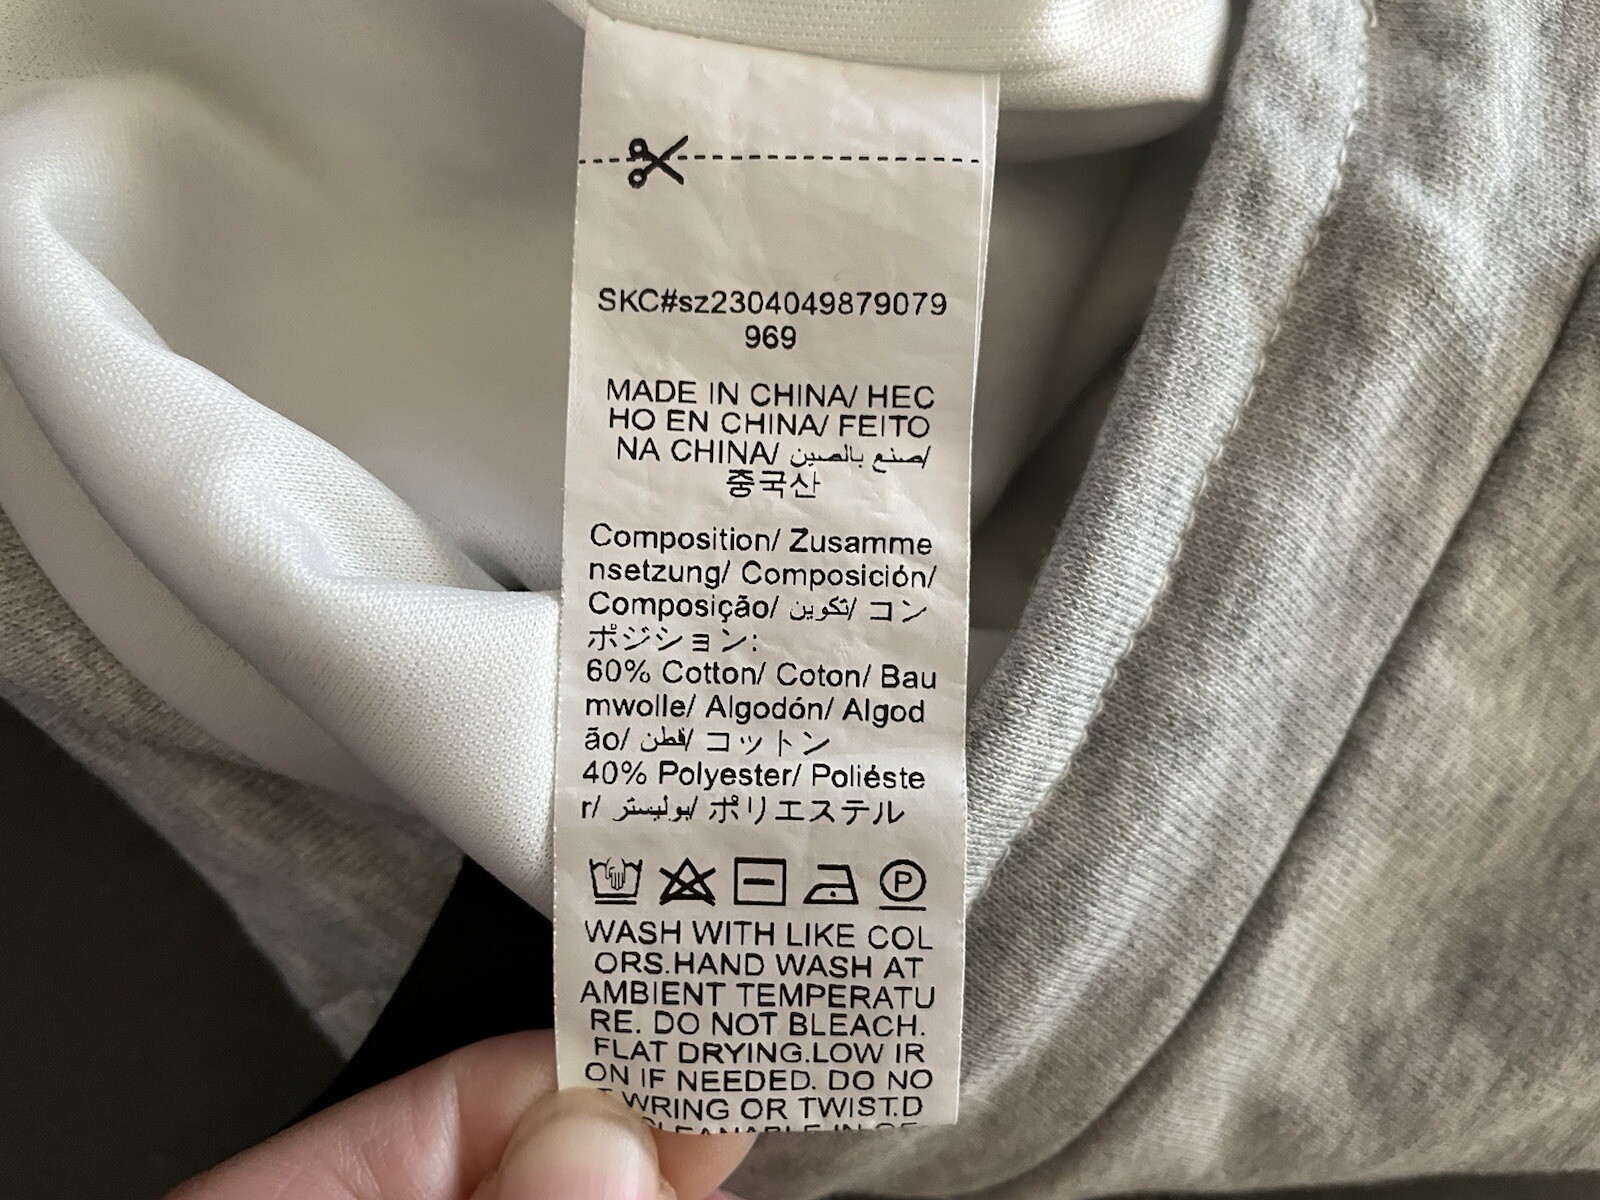 SKC#sz2304049879079
969
MADE IN CHINA/ HEC
HO EN CHINA/ FEITO
NA CHINA/ صنع بالصين/
중국산
Composition/ Zusamme
nsetzung/ Composición/
Composição/ تكوين/ コン
ポジション:
60% Cotton/ Coton/ Bau
mwolle/ Algodón/ Algod
ão/ قطن/ コットン
40% Polyester/ Poliéste
r/ بوليستر/ ポリエステル
P
WASH WITH LIKE COL
ORS.HAND WASH AT
AMBIENT TEMPERATU
RE. DO NOT BLEACH.
FLAT DRYING.LOW IR
ON IF NEEDED. DO NO
T WRING OR TWIST.D